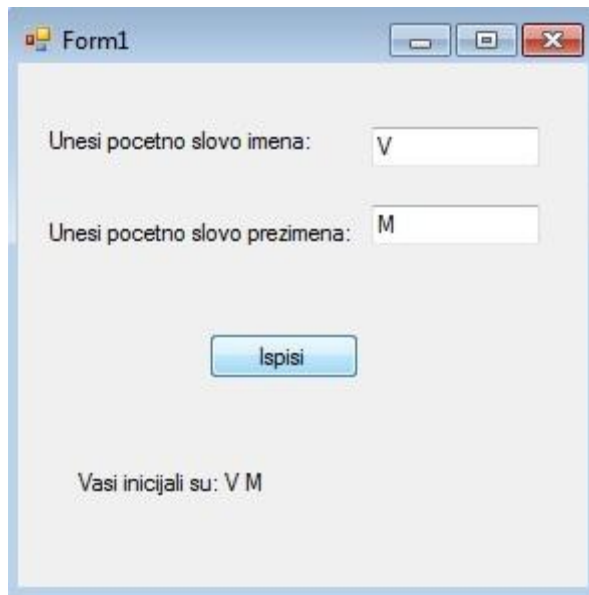 Form1
Unesi pocetno slovo imena: V
Unesi pocetno slovo prezimena: M
Ispisi
Vasi inicijali su: V M